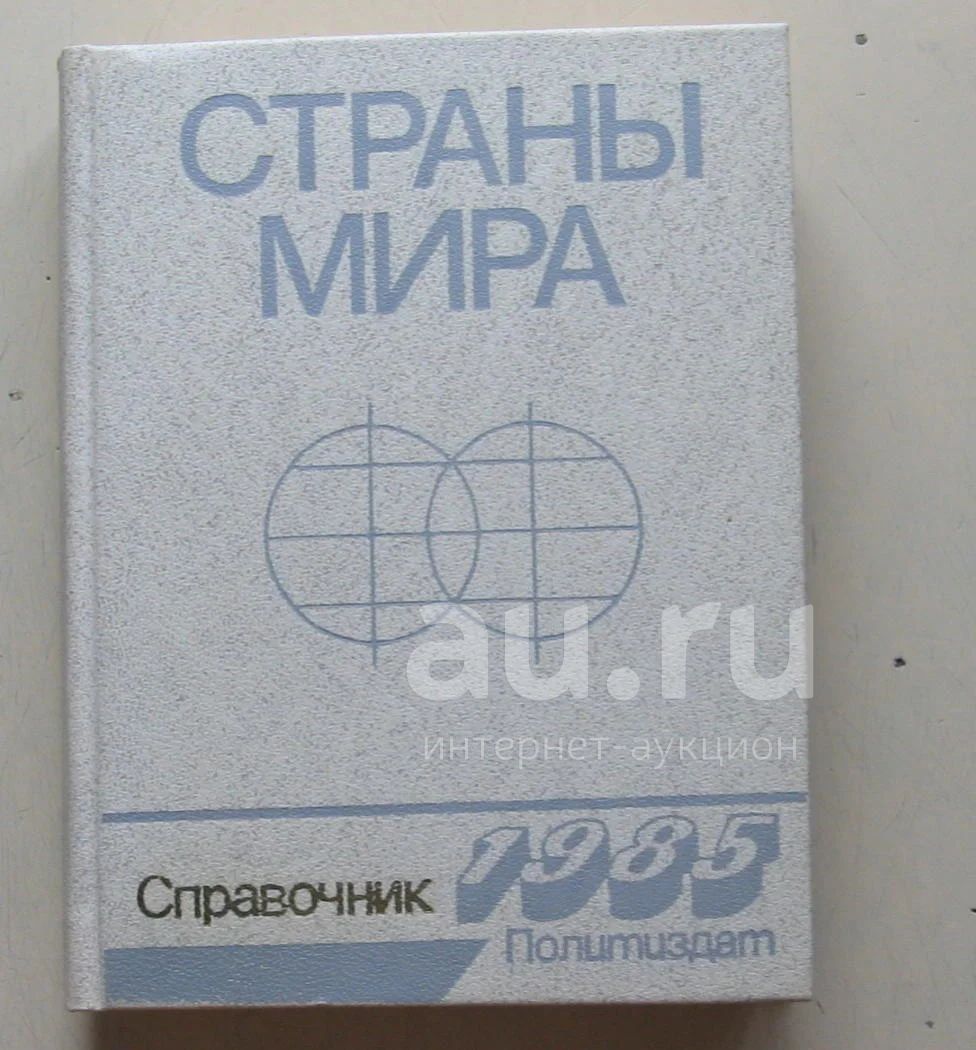 СТРАНЫ
МИРА
au.ru
интернет-аукцион
Справочник 1985
Политиздат